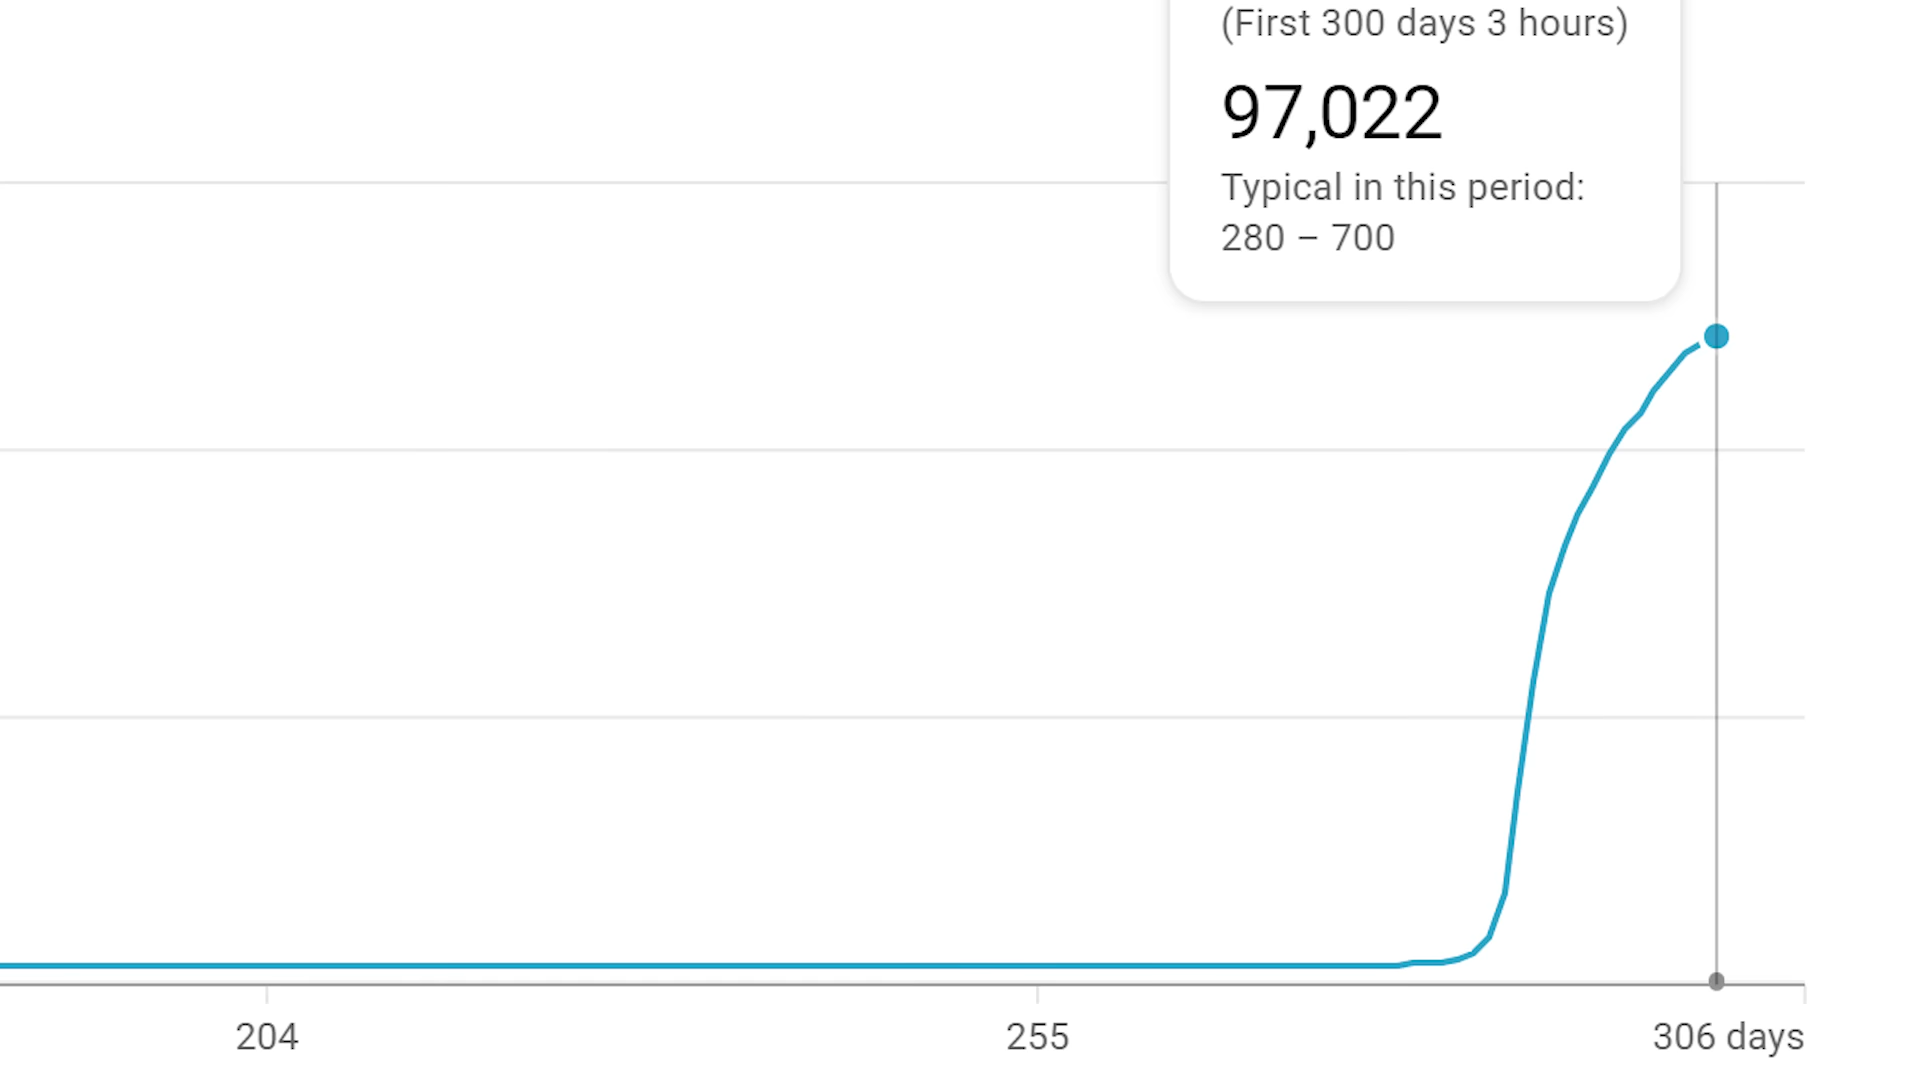 (First 300 days 3 hours)
97,022
Typical in this period:
280 – 700
204
255
306 days